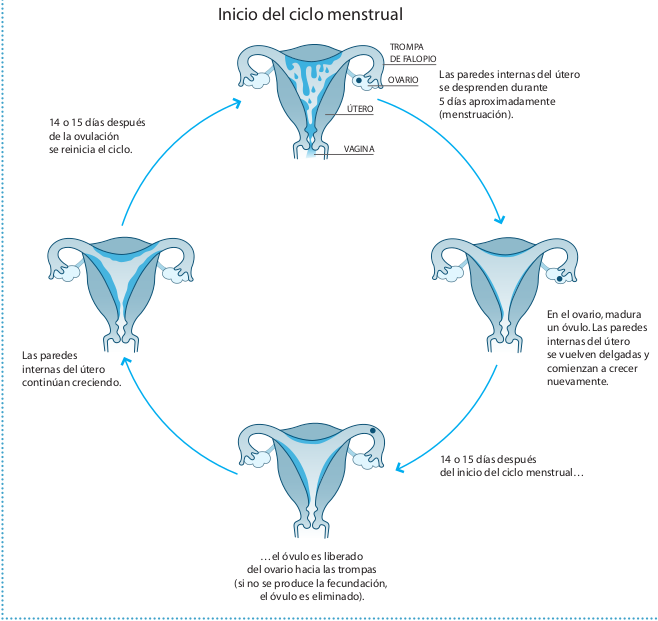 Inicio del ciclo menstrual
TROMPA
DE FALOPIO
OVARIO
ÚTERO
VAGINA
Las paredes internas del útero
se desprenden durante
5 días aproximadamente
(menstruación).
En el ovario, madura
un óvulo. Las paredes
internas del útero
se vuelven delgadas y
comienzan a crecer
nuevamente.
14 o 15 días después
del inicio del ciclo menstrual…
…el óvulo es liberado
del ovario hacia las trompas
(si no se produce la fecundación,
el óvulo es eliminado).
Las paredes
internas del útero
continúan creciendo.
14 o 15 días después
de la ovulación
se reinicia el ciclo.